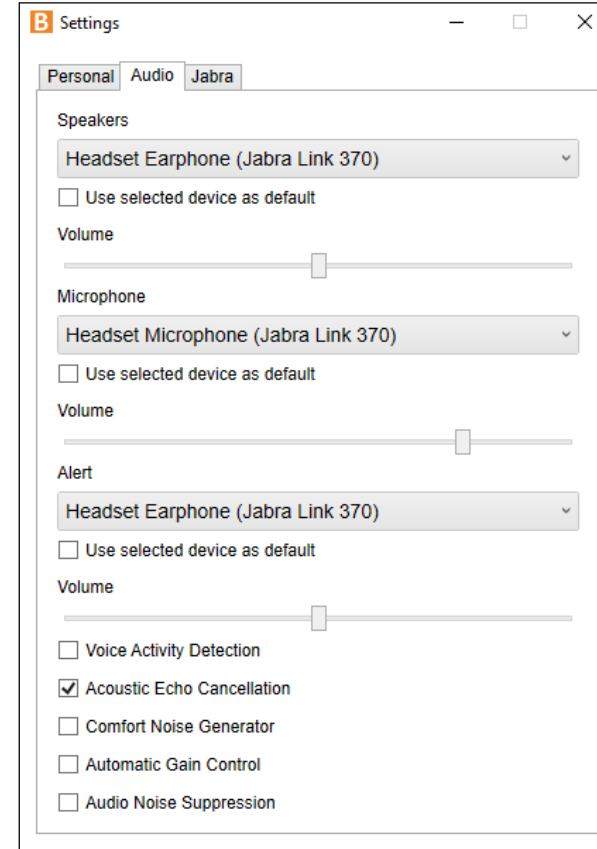 B Settings
Personal Audio Jabra
Speakers
Headset Earphone (Jabra Link 370)
Use selected device as default
Volume
Microphone
Headset Microphone (Jabra Link 370)
Use selected device as default
Volume
Alert
Headset Earphone (Jabra Link 370)
Use selected device as default
Volume
Voice Activity Detection
Acoustic Echo Cancellation
Comfort Noise Generator
Automatic Gain Control
Audio Noise Suppression